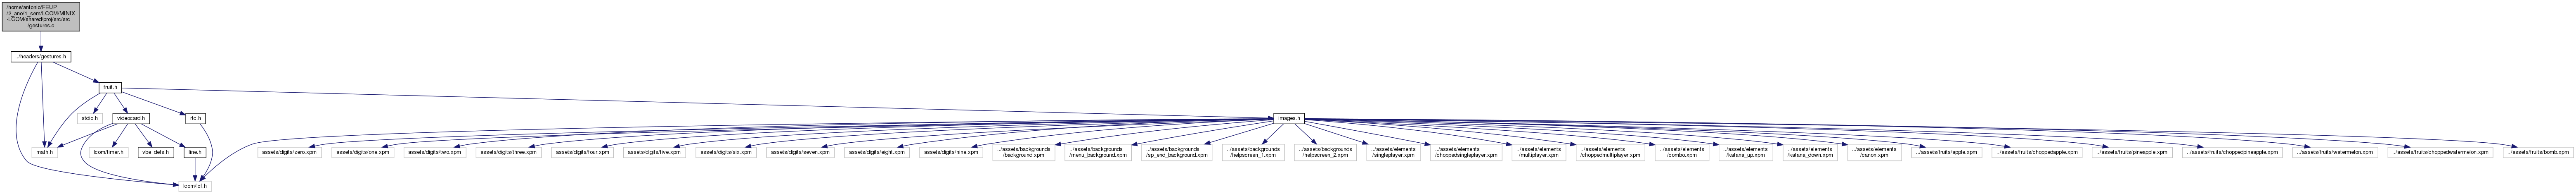 /home/antonio/FEUP
/2_ano/1_sem/LCOM/MINIX
-LCOM/shared/proj/src/src
/gestures.c
../headers/gestures.h
fruit.h
stdio.h
videocard.h
rtc.h
images.h
math.h
lcom/timer.h
vbe_defs.h
line.h
assets/digits/zero.xpm
assets/digits/one.xpm
assets/digits/two.xpm
assets/digits/three.xpm
assets/digits/four.xpm
assets/digits/five.xpm
assets/digits/six.xpm
assets/digits/seven.xpm
assets/digits/eight.xpm
assets/digits/nine.xpm
../assets/backgrounds
/background.xpm
../assets/backgrounds
/menu_background.xpm
../assets/backgrounds
/sp_end_background.xpm
../assets/backgrounds
/helpscreen_1.xpm
../assets/backgrounds
/helpscreen_2.xpm
../assets/elements
/singleplayer.xpm
../assets/elements
/choppedsingleplayer.xpm
../assets/elements
/multiplayer.xpm
../assets/elements
/choppedmultiplayer.xpm
../assets/elements
/combo.xpm
../assets/elements
/katana_up.xpm
../assets/elements
/katana_down.xpm
../assets/elements
/canon.xpm
../assets/fruits/apple.xpm
../assets/fruits/choppedapple.xpm
../assets/fruits/pineapple.xpm
../assets/fruits/choppedpineapple.xpm
../assets/fruits/watermelon.xpm
../assets/fruits/choppedwatermelon.xpm
../assets/fruits/bomb.xpm
lcom/lcf.h